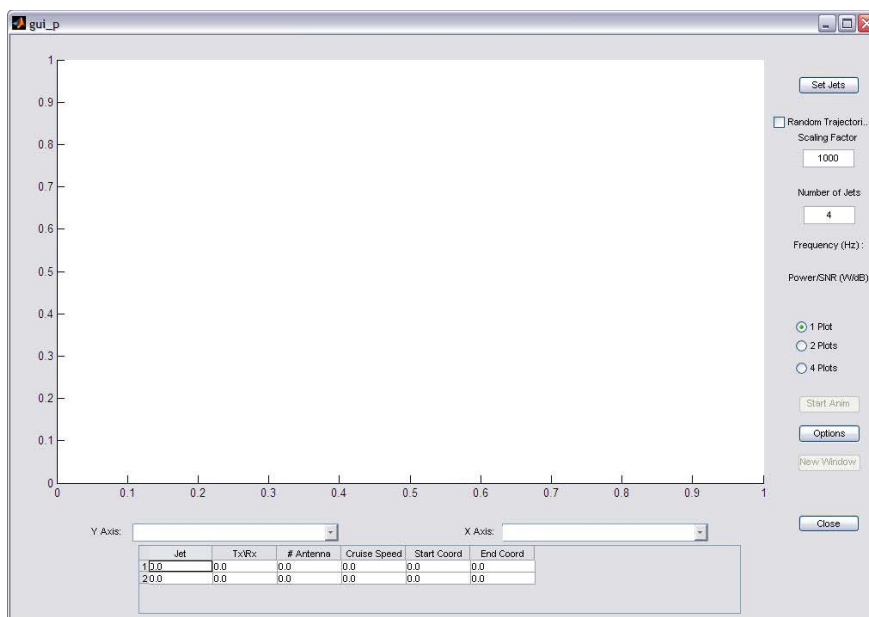 gui_p
1
0.9
0.8
0.7
0.6
0.5
0.4
0.3
0.2
0.1
0
0 0.1 0.2 0.3 0.4 0.5 0.6 0.7 0.8 0.9 1
Set Jets
Random Trajectori..
Scaling Factor
1000
Number of Jets
4
Frequency (Hz) :
Power/SNR (W/dB)
1 Plot
2 Plots
4 Plots
Start Anim
Options
New Window
Close
Y Axis: X Axis:
Jet Tx\Rx # Antenna Cruise Speed Start Coord End Coord
1 0.0 0.0 0.0 0.0 0.0 0.0
2 0.0 0.0 0.0 0.0 0.0 0.0